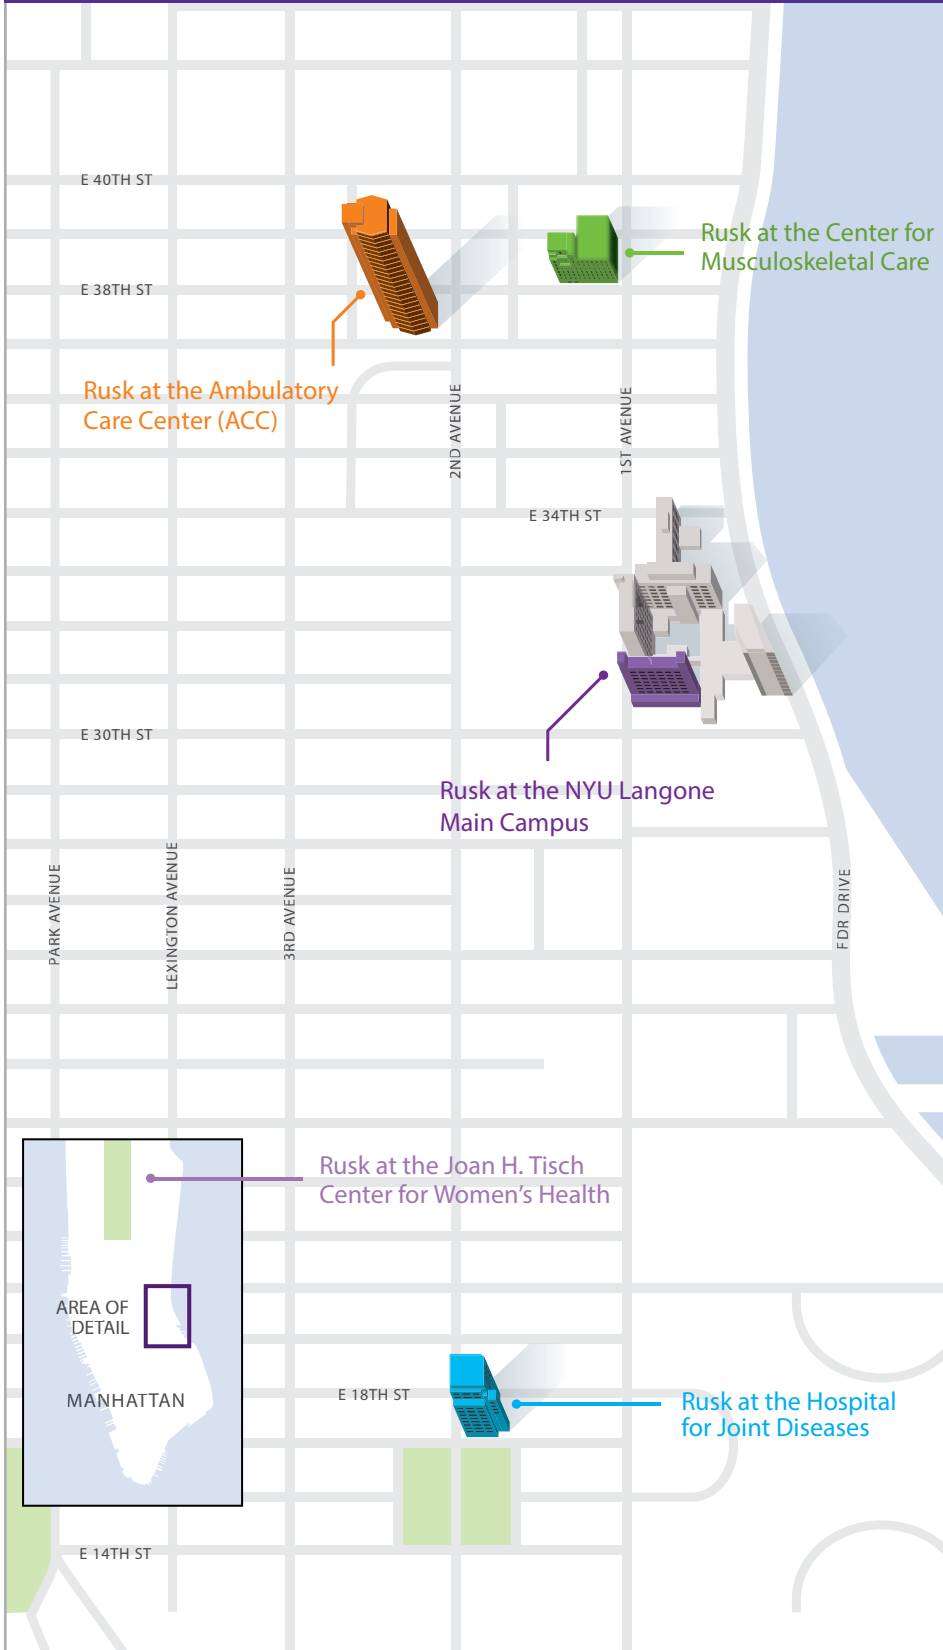 E 40TH ST
Rusk at the Center for
Musculoskeletal Care
E 38TH ST
Rusk at the Ambulatory
Care Center (ACC)
2ND AVENUE
1ST AVENUE
E 34TH ST
E 30TH ST
Rusk at the NYU Langone
Main Campus
PARK AVENUE
LEXINGTON AVENUE
3RD AVENUE
FDR DRIVE
Rusk at the Joan H. Tisch
Center for Women’s Health
AREA OF
DETAIL
MANHATTAN
E 18TH ST
Rusk at the Hospital
for Joint Diseases
E 14TH ST